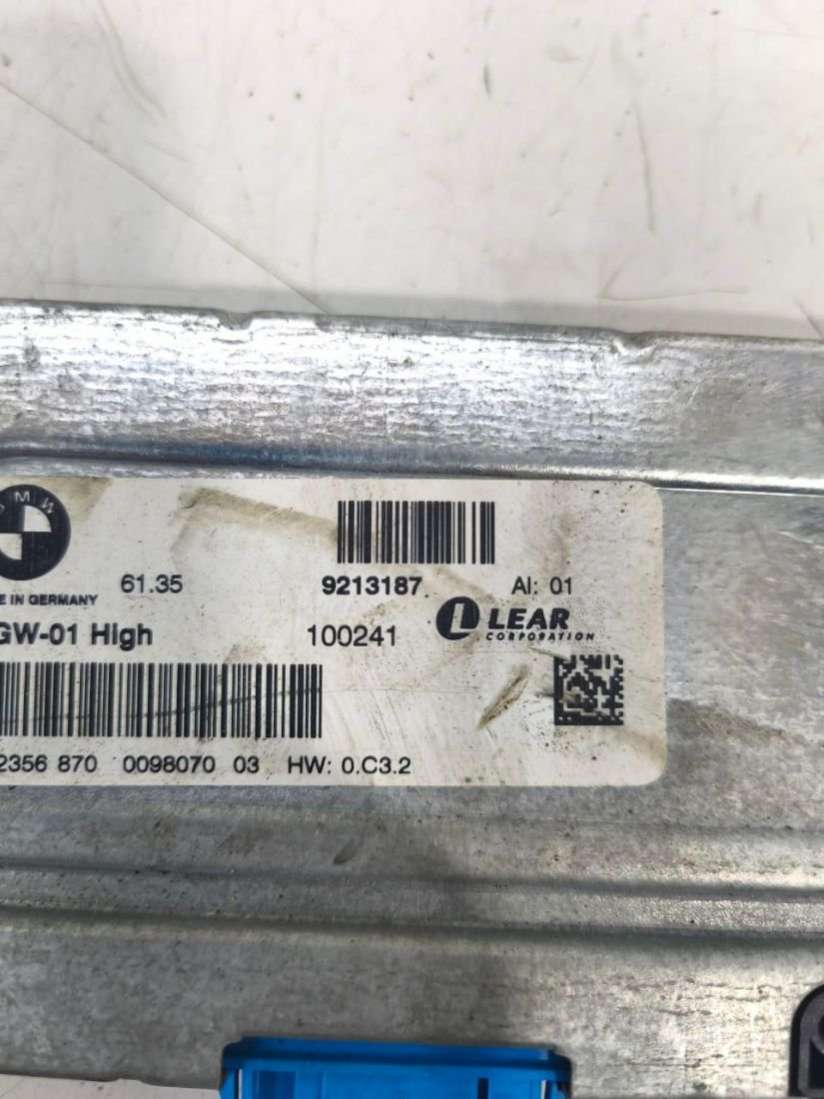 BMW
E IN GERMANY 61.35 9213187 AI: 01
GW-01 High 100241 LEAR
CORPORATION
2356 870 0098070 03 HW: 0.C3.2